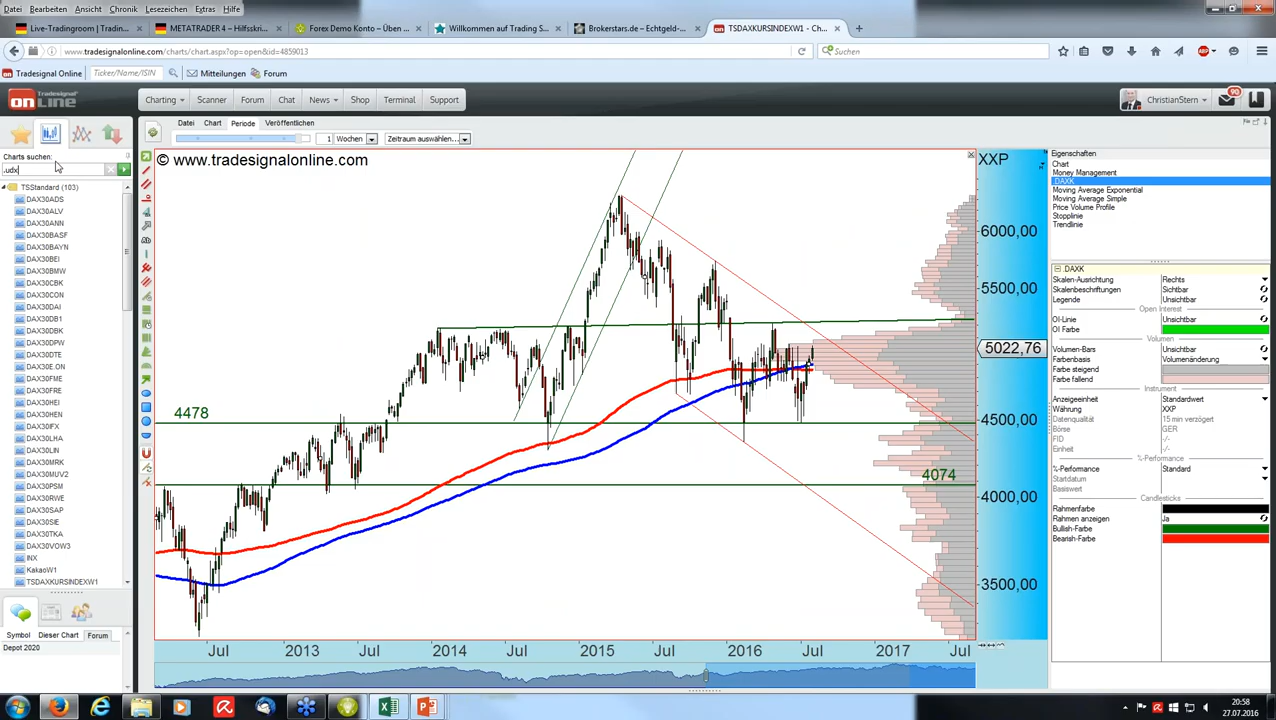 Datei Bearbeiten Ansicht Chronik Lesezeichen Extras Hilfe
Live-Tradingroom | Tradin...
METATRADER 4 – Hilfsskri...
Forex Demo Konto – Über ...
Willkommen auf Trading S...
Brokerstars.de – Echtgeld-...
TSDAXKURSINDEXW1 - Ch...
www.tradesignalonline.com/charts/chart.aspx?op=open&id=4859013
Suchen
Tradesignal Online
Ticker/Name/ISIN
Mitteilungen
Forum
Tradesignal
ON LINE
Charting
Scanner
Forum
Chat
News
Shop
Terminal
Support
ChristianStern
90
Datei
Chart
Periode
Veröffentlichen
1
Wochen
Zeitraum auswählen...
Charts suchen:
.udx
TSStandard (103)
DAX30ADS
DAX30ALV
DAX30ANN
DAX30BASF
DAX30BAYN
DAX30BEI
DAX30BMW
DAX30CBK
DAX30CON
DAX30DAI
DAX30DB1
DAX30DBK
DAX30DPW
DAX30DTE
DAX30E.ON
DAX30FME
DAX30FRE
DAX30HEI
DAX30HEN
DAX30IFX
DAX30LHA
DAX30LIN
DAX30MRK
DAX30MUV2
DAX30PSM
DAX30RWE
DAX30SAP
DAX30SIE
DAX30TKA
DAX30VOW3
INX
KakaoW1
TSDAXKURSINDEXW1
Symbol
Dieser Chart
Forum
Depot 2020
© www.tradesignalonline.com
XXP
6000,00
5500,00
5022,76
4500,00
4000,00
3500,00
4478
4074
Jul 2013 Jul 2014 Jul 2015 Jul 2016 Jul 2017 Jul
Eigenschaften
Chart
Money Management
.DAXK
Moving Average Exponential
Moving Average Simple
Price Volume Profile
Stopplinie
Trendlinie
.DAXK
Skalen-Ausrichtung Rechts
Skalenbeschriftungen Sichtbar
Legende Unsichtbar
Open Interest
OI-Linie Unsichtbar
OI Farbe
Volumen
Volumen-Bars Unsichtbar
Farbenbasis Volumenänderung
Farbe steigend
Farbe fallend
Instrument
Anzeigeeinheit Standardwert
Währung XXP
Datenqualität 15 min verzögert
Börse GER
FID -/-
Einheit -/-
%-Performance
%-Performance Standard
Startdatum -/-
Basiswert
Candlesticks
Rahmenfarbe
Rahmen anzeigen Ja
Bullish-Farbe
Bearish-Farbe
20:58
27.07.2016